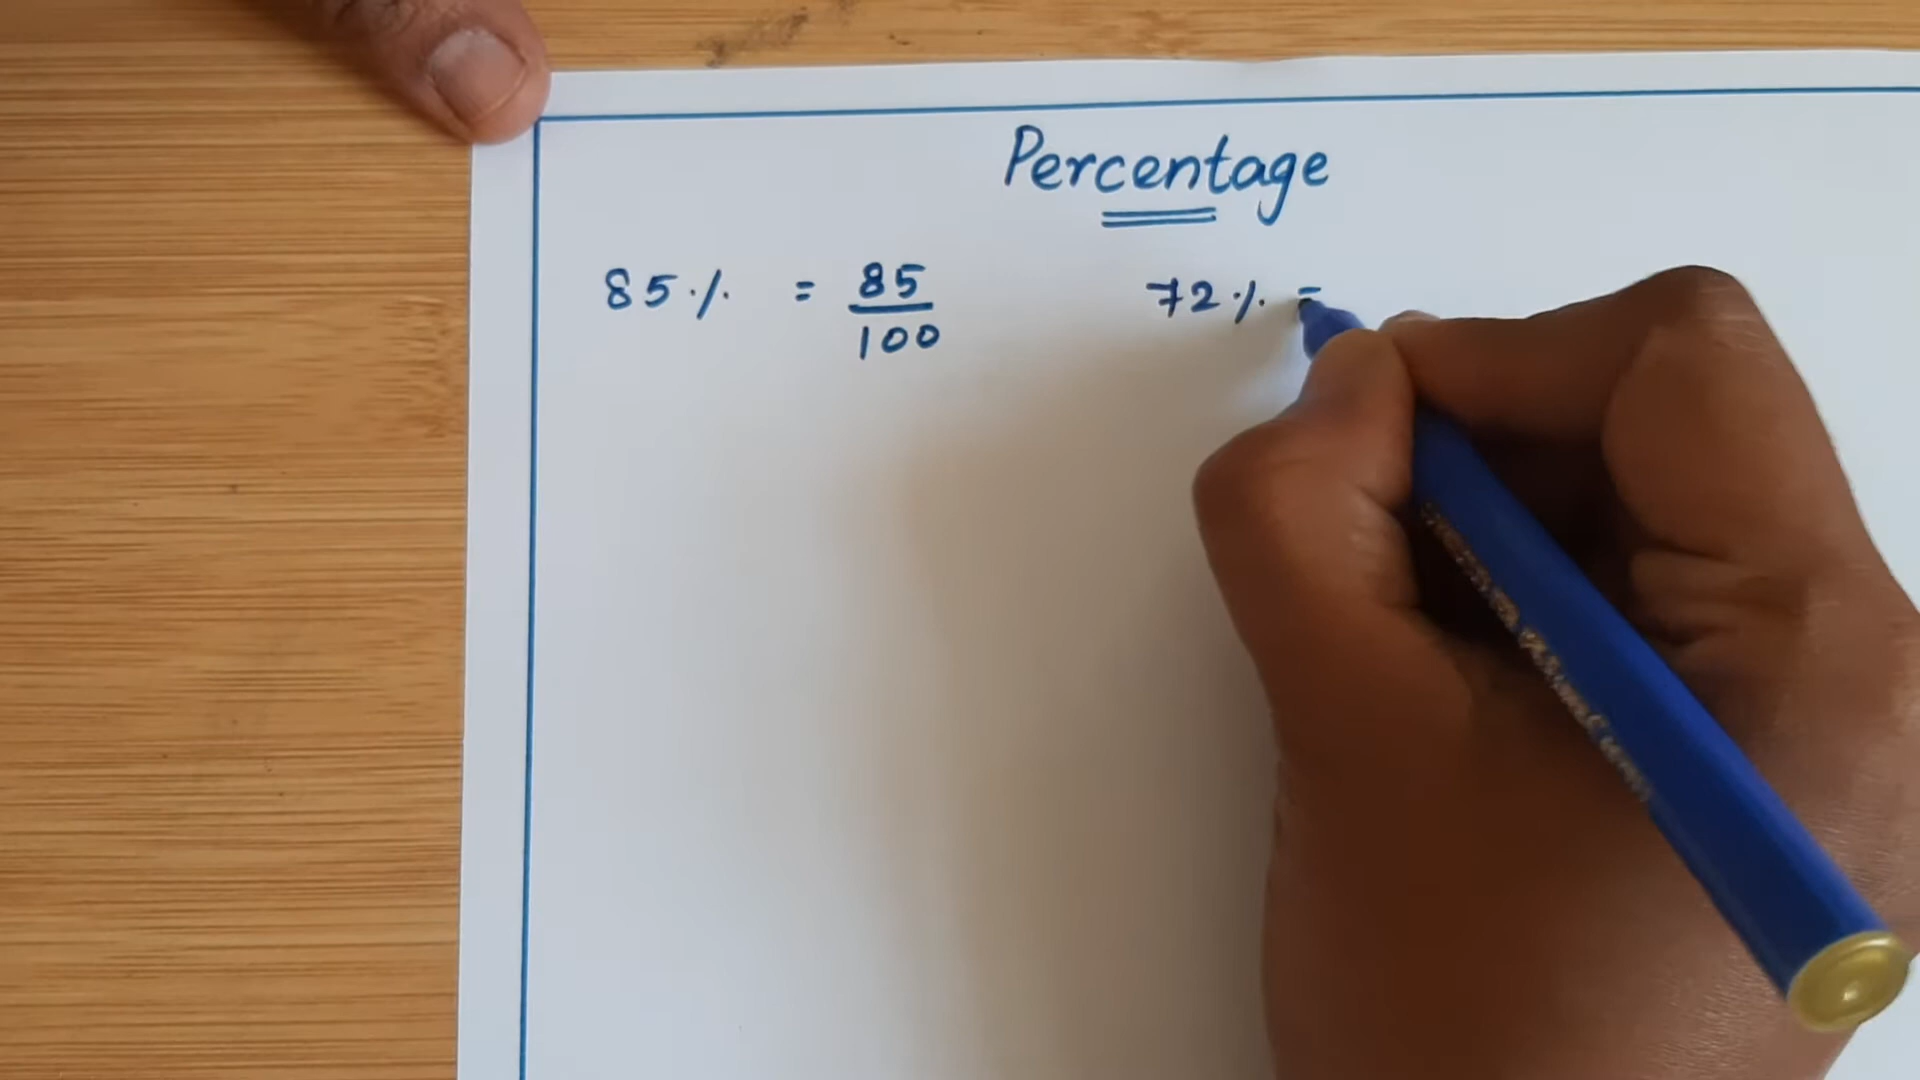 Percentage
85% = 85/100
72% =